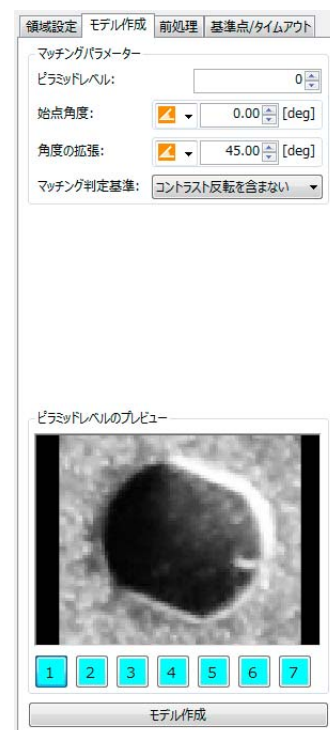 領域設定 モデル作成 前処理 基準点/タイムアウト
マッチングパラメーター
ピラミッドレベル: 0
始点角度: 0.00 [deg]
角度の拡張: 45.00 [deg]
マッチング判定基準: コントラスト反転を含まない
ピラミッドレベルのプレビュー
1 2 3 4 5 6 7
モデル作成